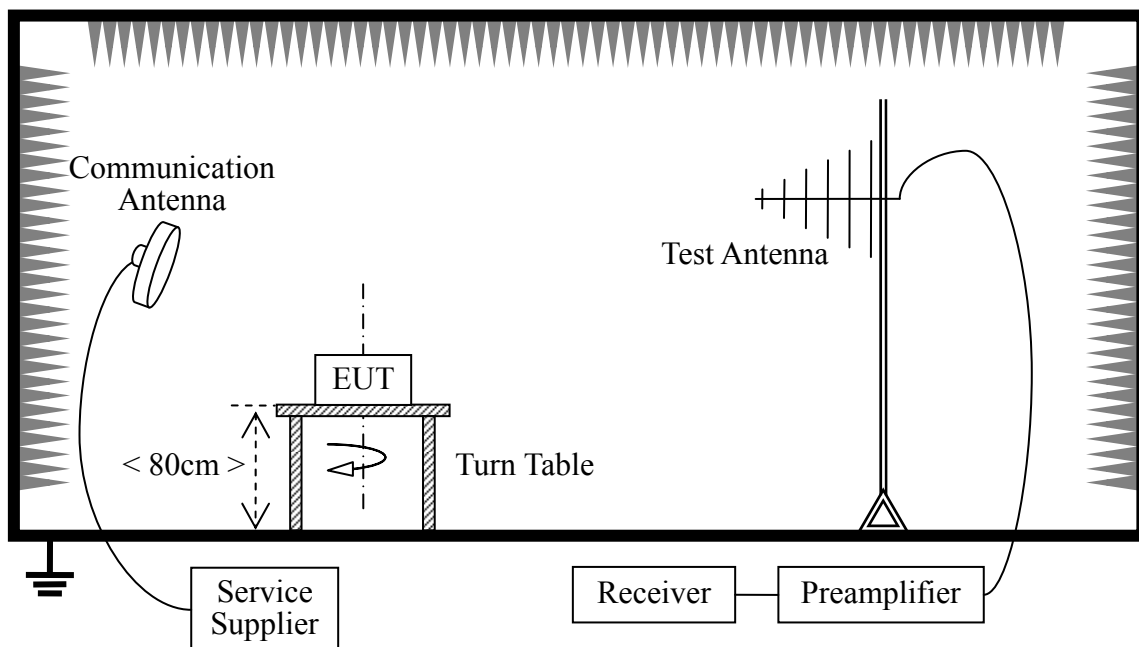 Communication
Antenna
Test Antenna
EUT
< 80cm >
Turn Table
Service
Supplier
Receiver
Preamplifier